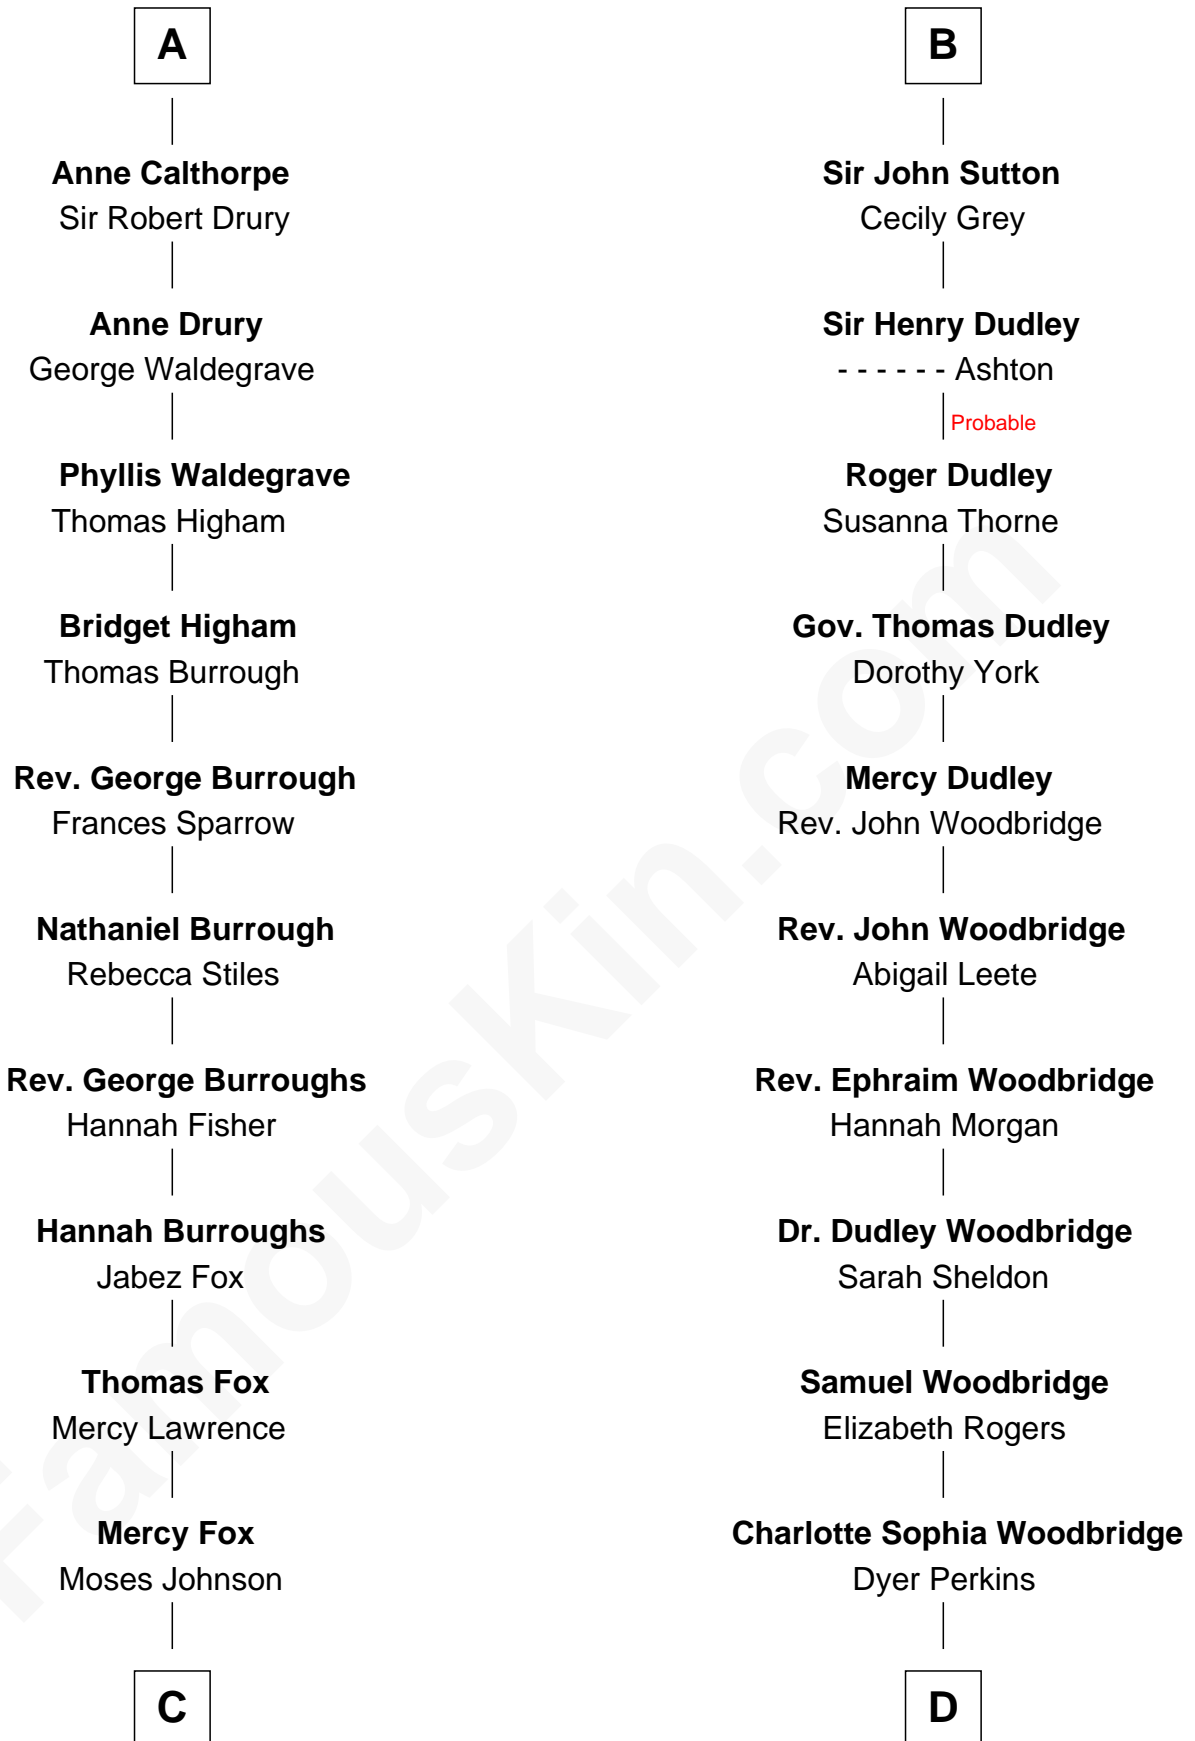 A
Anne Calthorpe
Sir Robert Drury
Anne Drury
George Waldegrave
Phyllis Waldegrave
Thomas Higham
Bridget Higham
Thomas Burrough
Rev. George Burrough
Frances Sparrow
Nathaniel Burrough
Rebecca Stiles
Rev. George Burroughs
Hannah Fisher
Hannah Burroughs
Jabez Fox
Thomas Fox
Mercy Lawrence
Mercy Fox
Moses Johnson
C
B
Sir John Sutton
Cecily Grey
Sir Henry Dudley
- - - - - - Ashton
Probable
Roger Dudley
Susanna Thorne
Gov. Thomas Dudley
Dorothy York
Mercy Dudley
Rev. John Woodbridge
Rev. John Woodbridge
Abigail Leete
Rev. Ephraim Woodbridge
Hannah Morgan
Dr. Dudley Woodbridge
Sarah Sheldon
Samuel Woodbridge
Elizabeth Rogers
Charlotte Sophia Woodbridge
Dyer Perkins
D
FamousKin.com